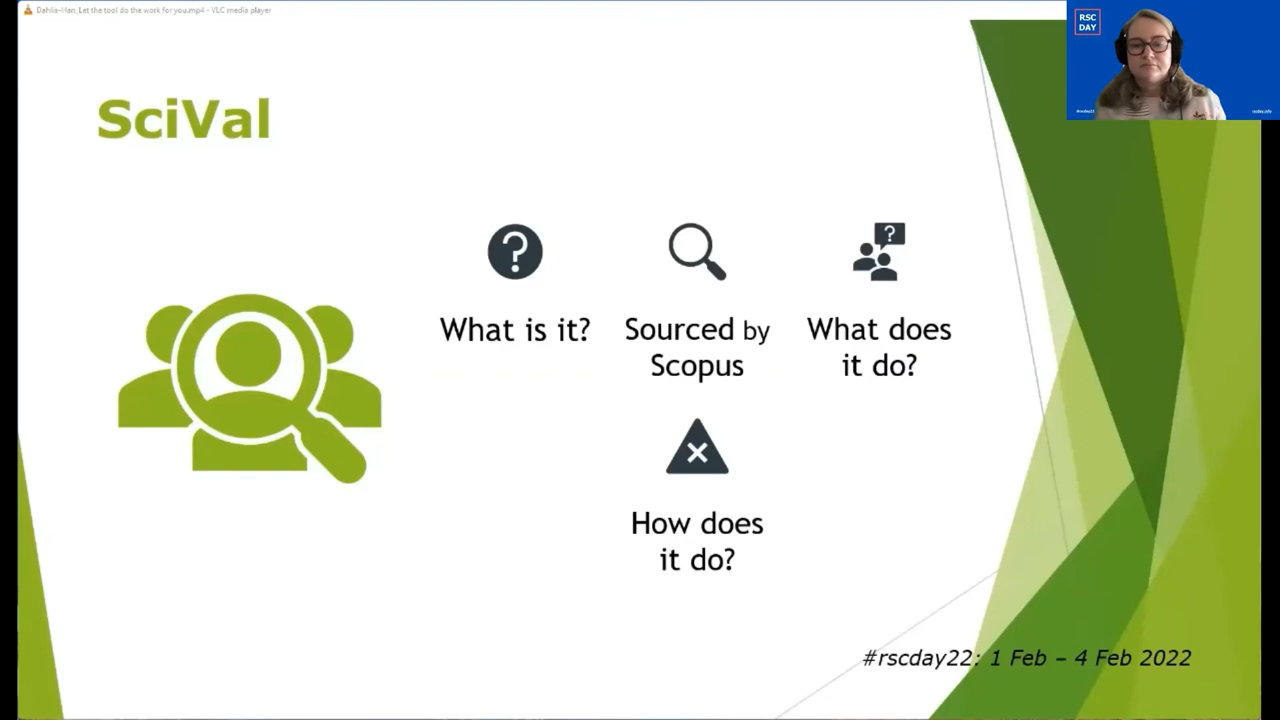 Dahlia-Han_Let the tool do the work for you.mp4 - VLC media player
RSC
DAY
SciVal
What is it?
Sourced by
Scopus
What does
it do?
How does
it do?
#rscday22: 1 Feb – 4 Feb 2022